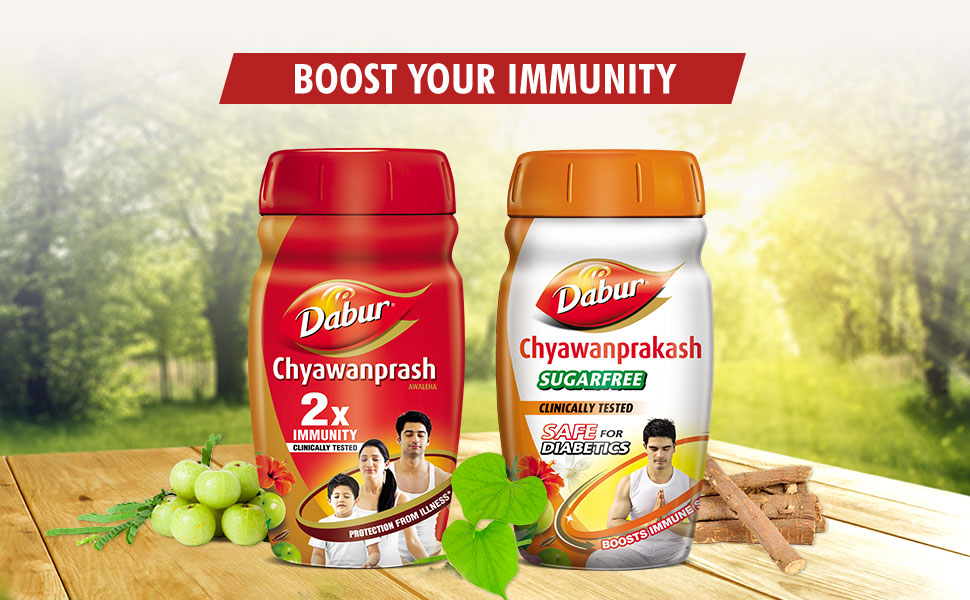 BOOST YOUR IMMUNITY
Dabur
Chyawanprash
AWALEHA
2x
IMMUNITY
CLINICALLY TESTED
PROTECTION FROM ILLNESS*
Dabur
Chyawanprakash
SUGARFREE
CLINICALLY TESTED
SAFE FOR
DIABETICS
BOOSTS IMMUNE